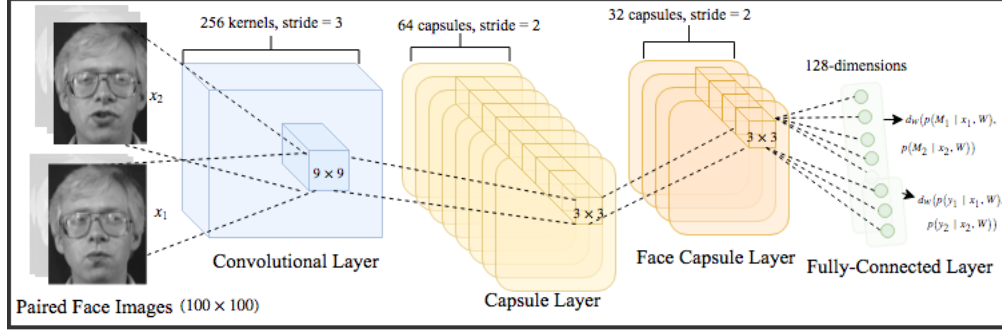 256 kernels, stride = 3
64 capsules, stride = 2
32 capsules, stride = 2
128-dimensions
x₂
d_W(p(M₁ | x₁, W),
p(M₂ | x₂, W))
9 × 9
3 × 3
3 × 3
x₁
d_W(p(y₁ | x₁, W),
p(y₂ | x₂, W))
Convolutional Layer
Face Capsule Layer
Fully-Connected Layer
Capsule Layer
Paired Face Images (100 × 100)